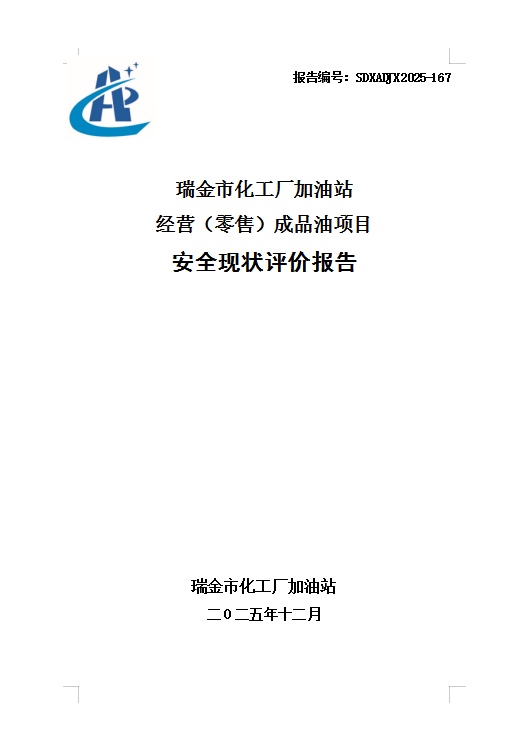 报告编号：SDXADJX2025-167
瑞金市化工厂加油站
经营（零售）成品油项目
安全现状评价报告
瑞金市化工厂加油站
二0二五年十二月